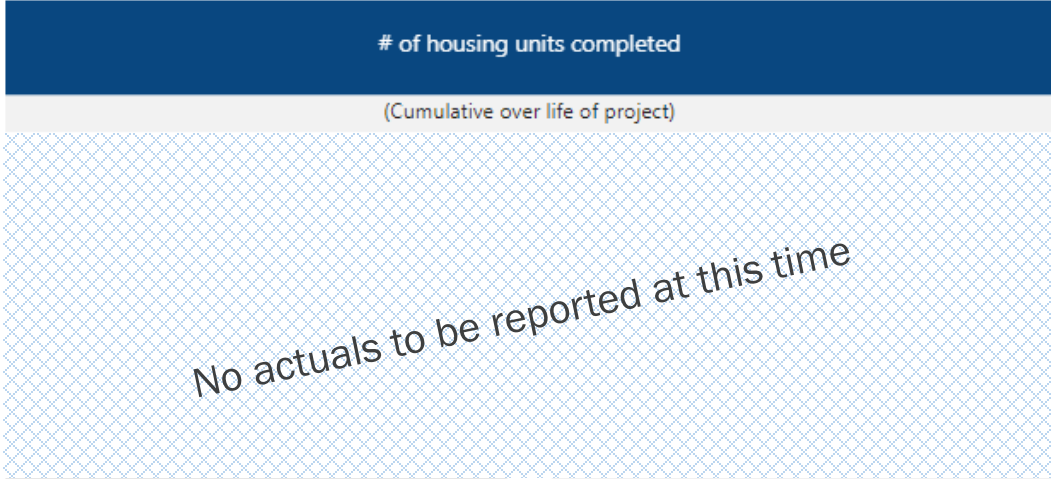 # of housing units completed
(Cumulative over life of project)
No actuals to be reported at this time